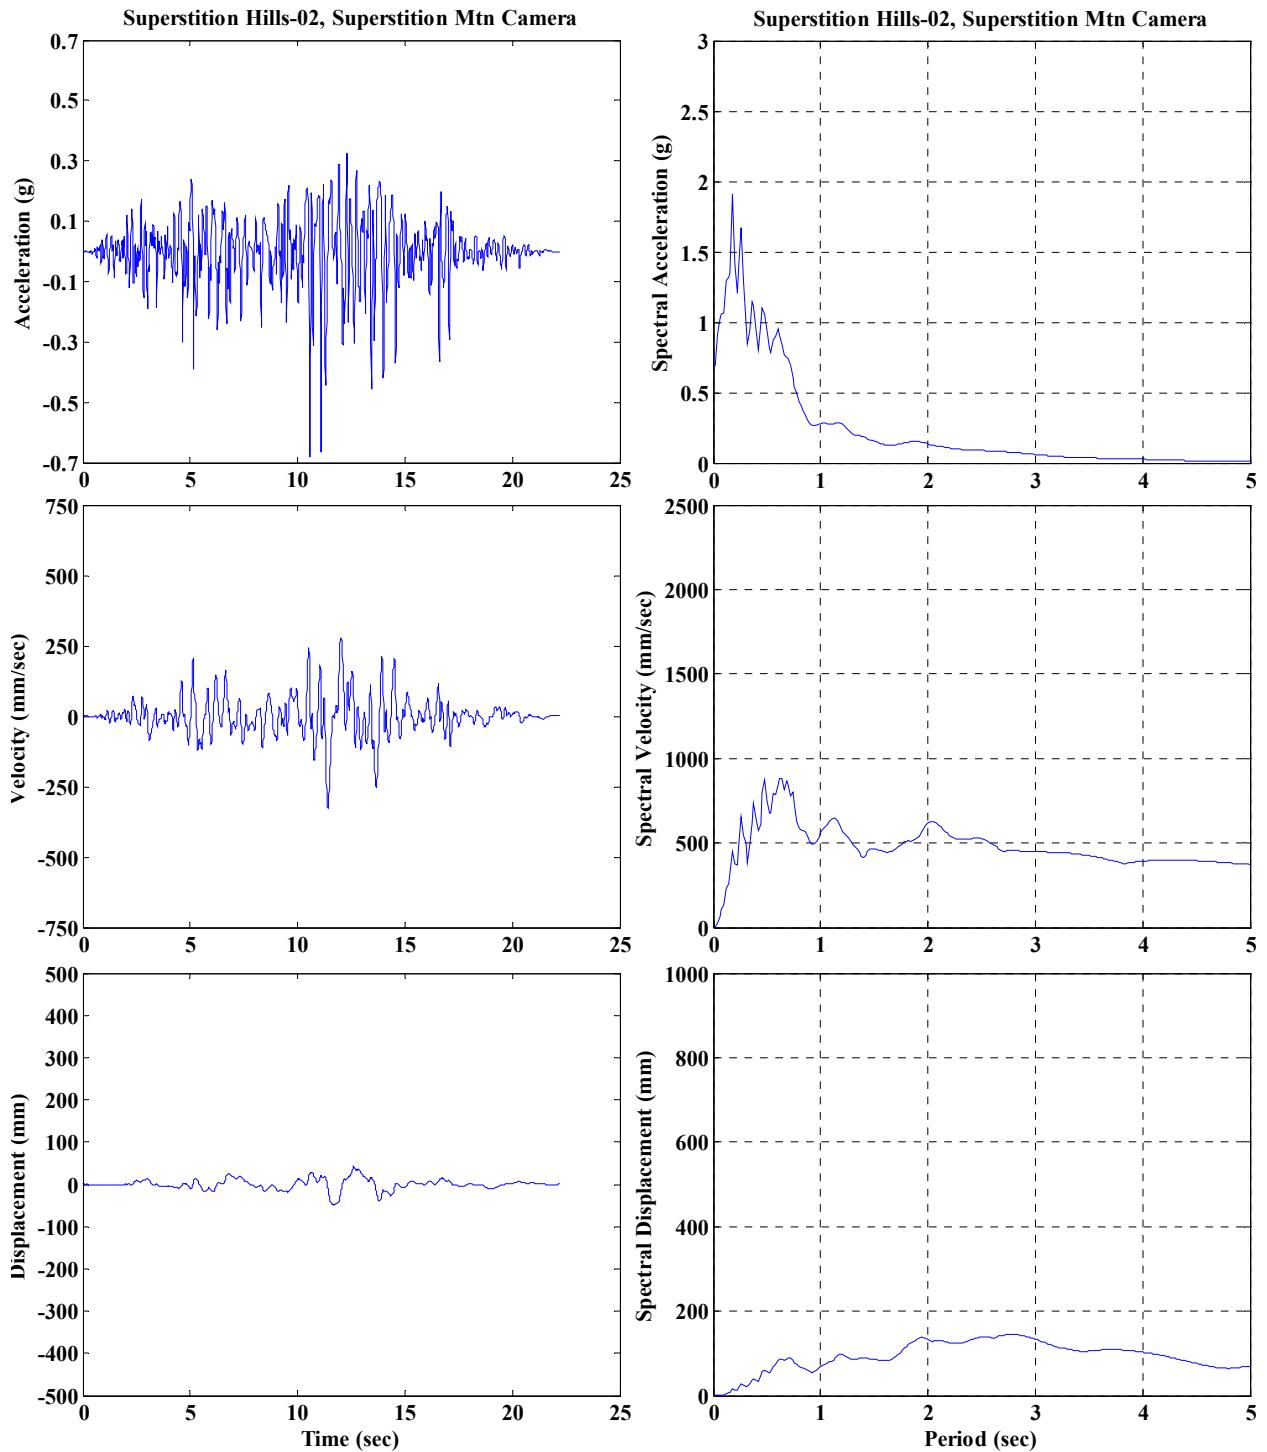 Superstition Hills-02, Superstition Mtn Camera
0.7
0.5
0.3
0.1
-0.1
-0.3
-0.5
-0.7
Acceleration (g)
0 5 10 15 20 25
Superstition Hills-02, Superstition Mtn Camera
3
2.5
2
1.5
1
0.5
0
Spectral Acceleration (g)
0 1 2 3 4 5
750
500
250
0
-250
-500
-750
Velocity (mm/sec)
0 5 10 15 20 25
2500
2000
1500
1000
500
0
Spectral Velocity (mm/sec)
0 1 2 3 4 5
500
400
300
200
100
0
-100
-200
-300
-400
-500
Displacement (mm)
0 5 10 15 20 25
Time (sec)
1000
800
600
400
200
0
Spectral Displacement (mm)
0 1 2 3 4 5
Period (sec)